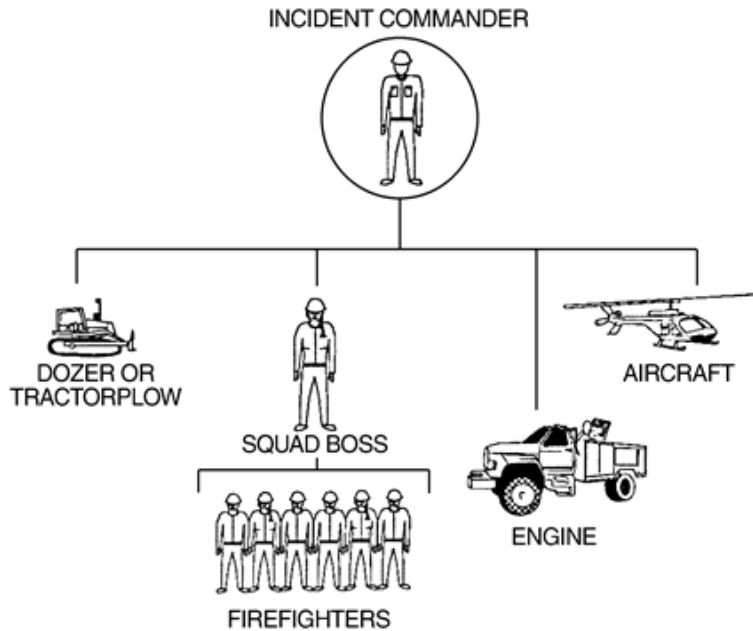 INCIDENT COMMANDER
DOZER OR
TRACTORPLOW
SQUAD BOSS
AIRCRAFT
ENGINE
FIREFIGHTERS